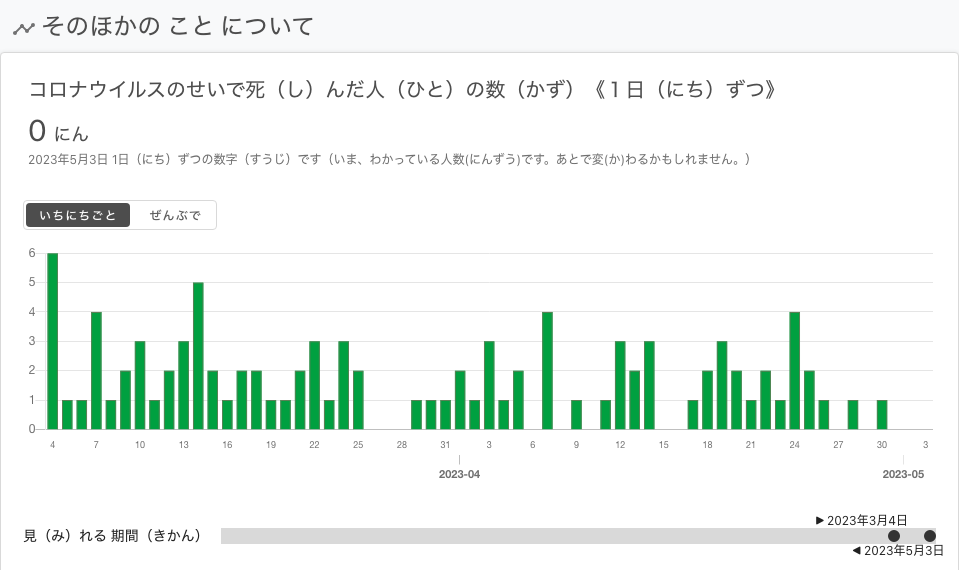 そのほかの こと について
コロナウイルスのせいで死（し）んだ人（ひと）の数（かず）《１日（にち）ずつ》
0 にん
2023年5月3日 1日（にち）ずつの数字（すうじ）です（いま、わかっている人数(にんずう)です。あとで変(か)わるかもしれません。）
いちにちごと ぜんぶで
6
5
4
3
2
1
0
4 7 10 13 16 19 22 25 28 31 3 6 9 12 15 18 21 24 27 30 3
2023-04 2023-05
▶ 2023年3月4日
見（み）れる 期間（きかん）
◀ 2023年5月3日